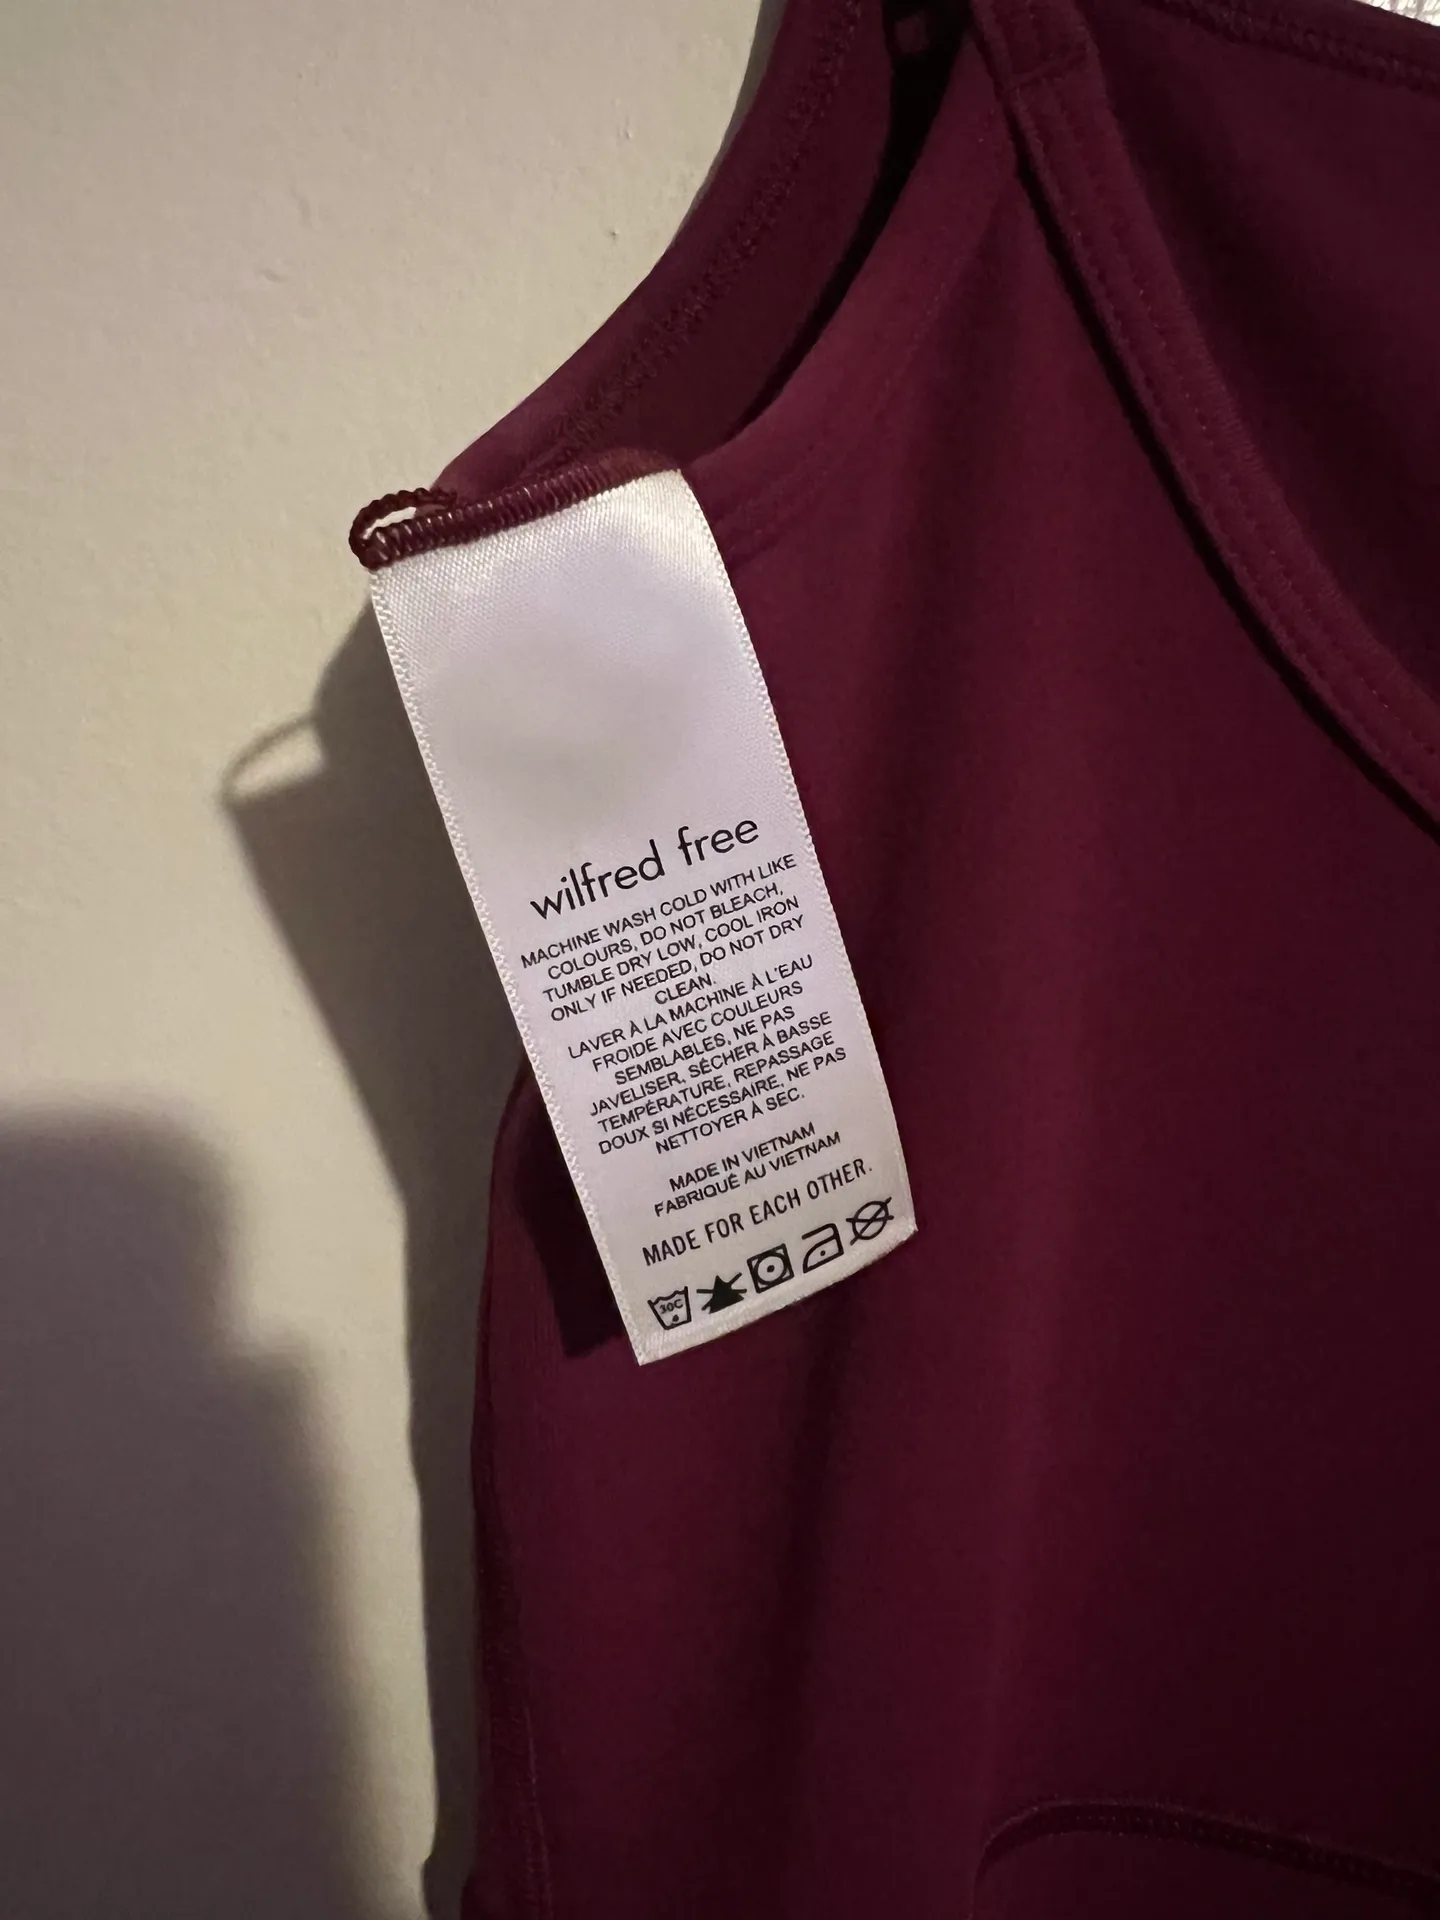 wilfred free
MACHINE WASH COLD WITH LIKE
COLOURS, DO NOT BLEACH,
TUMBLE DRY LOW, COOL IRON
ONLY IF NEEDED, DO NOT DRY
CLEAN.
LAVER À LA MACHINE À L'EAU
FROIDE AVEC COULEURS
SEMBLABLES, NE PAS
JAVELISER, SÉCHER À BASSE
TEMPÉRATURE, REPASSAGE
DOUX SI NÉCESSAIRE, NE PAS
NETTOYER À SEC.
MADE IN VIETNAM
FABRIQUÉ AU VIETNAM
MADE FOR EACH OTHER.
30C